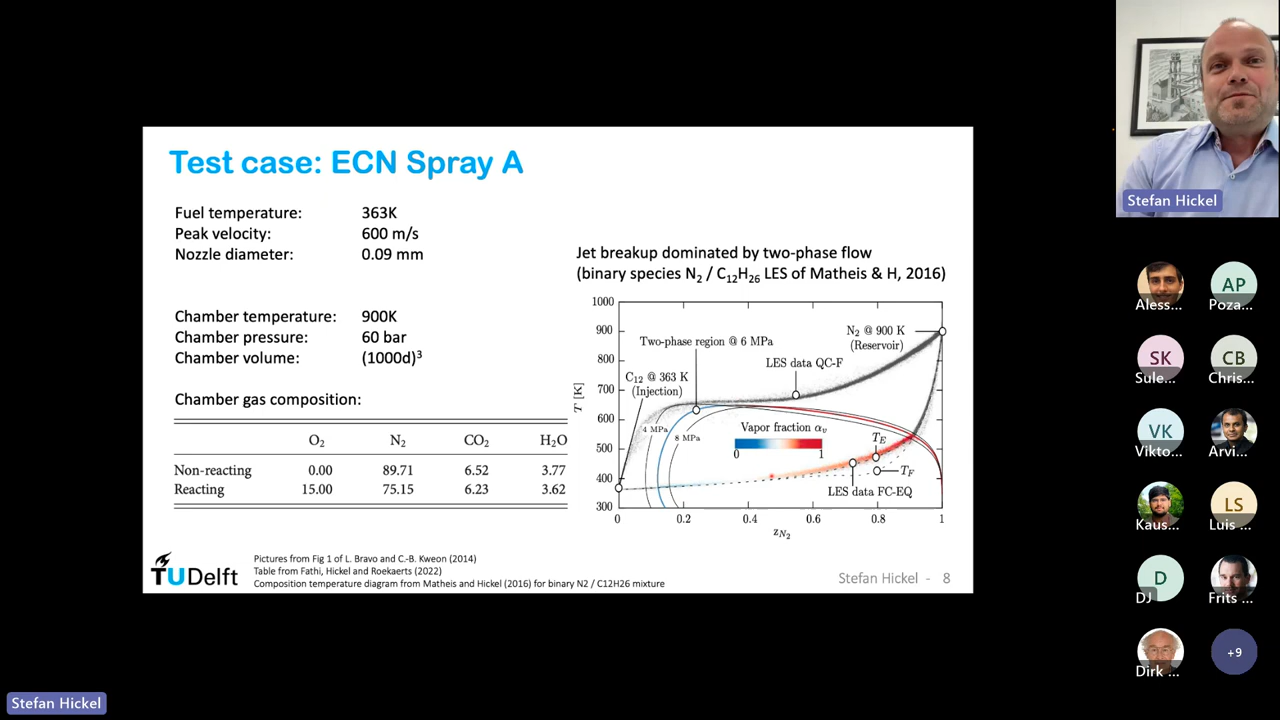 Test case: ECN Spray A
Fuel temperature: 363K
Peak velocity: 600 m/s
Nozzle diameter: 0.09 mm
Chamber temperature: 900K
Chamber pressure: 60 bar
Chamber volume: (1000d)³
Chamber gas composition:
O₂ N₂ CO₂ H₂O
Non-reacting 0.00 89.71 6.52 3.77
Reacting 15.00 75.15 6.23 3.62
Jet breakup dominated by two-phase flow
(binary species N₂ / C₁₂H₂₆ LES of Matheis & H, 2016)
1000
900
800
700
600
500
400
300
T [K]
Two-phase region @ 6 MPa
N₂ @ 900 K
(Reservoir)
LES data QC-F
C₁₂ @ 363 K
(Injection)
4 MPa
8 MPa
Vapor fraction αᵥ
0 1
T_E
T_F
LES data FC-EQ
0 0.2 0.4 0.6 0.8 1
z_N₂
TUDelft
Pictures from Fig 1 of L. Bravo and C.-B. Kweon (2014)
Table from Fathi, Hickel and Roekaerts (2022)
Composition temperature diagram from Matheis and Hickel (2016) for binary N2 / C12H26 mixture
Stefan Hickel - 8
Stefan Hickel
AP
Aless... Poza...
SK CB
Sule... Chris...
VK
Vikto... Arvi...
LS
Kaus... Luis ...
D
DJ Frits ...
+9
Dirk ...
Stefan Hickel